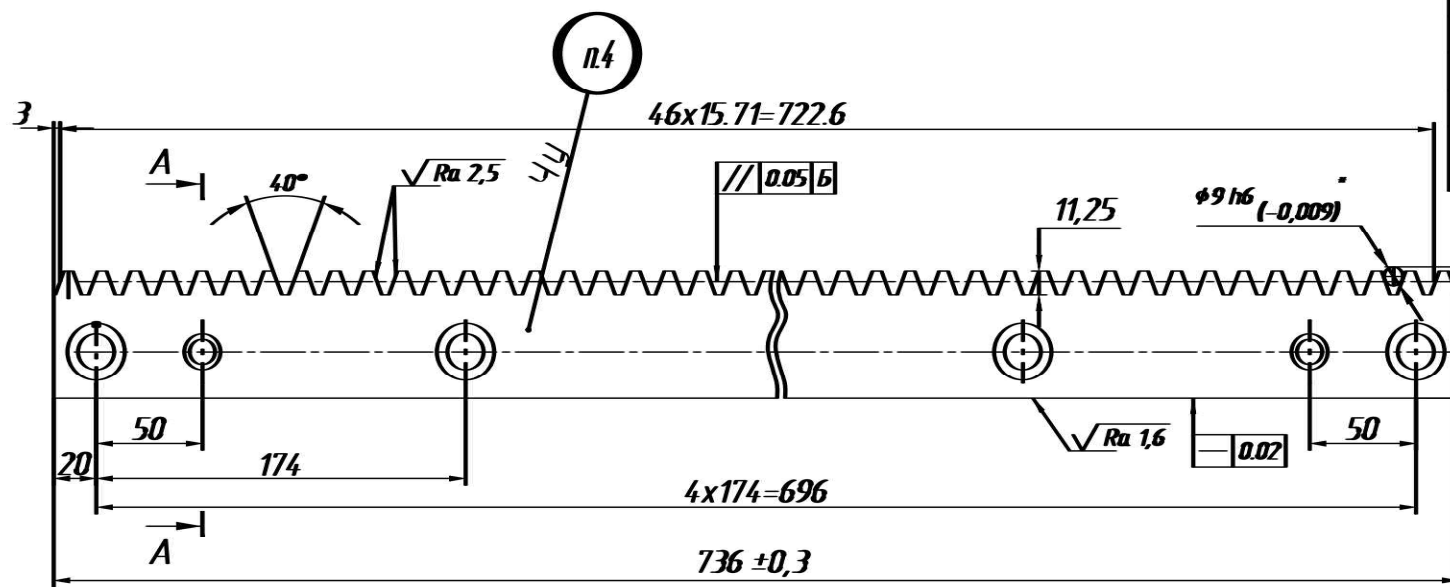 п.4
3
46х15.71=722.6
А
40°
√ Ra 2,5
// 0.05 Б
11,25
ϕ9 h6 (-0,009)
50
20
174
√ Ra 1,6
— 0.02
50
4х174=696
А
736 ±0,3